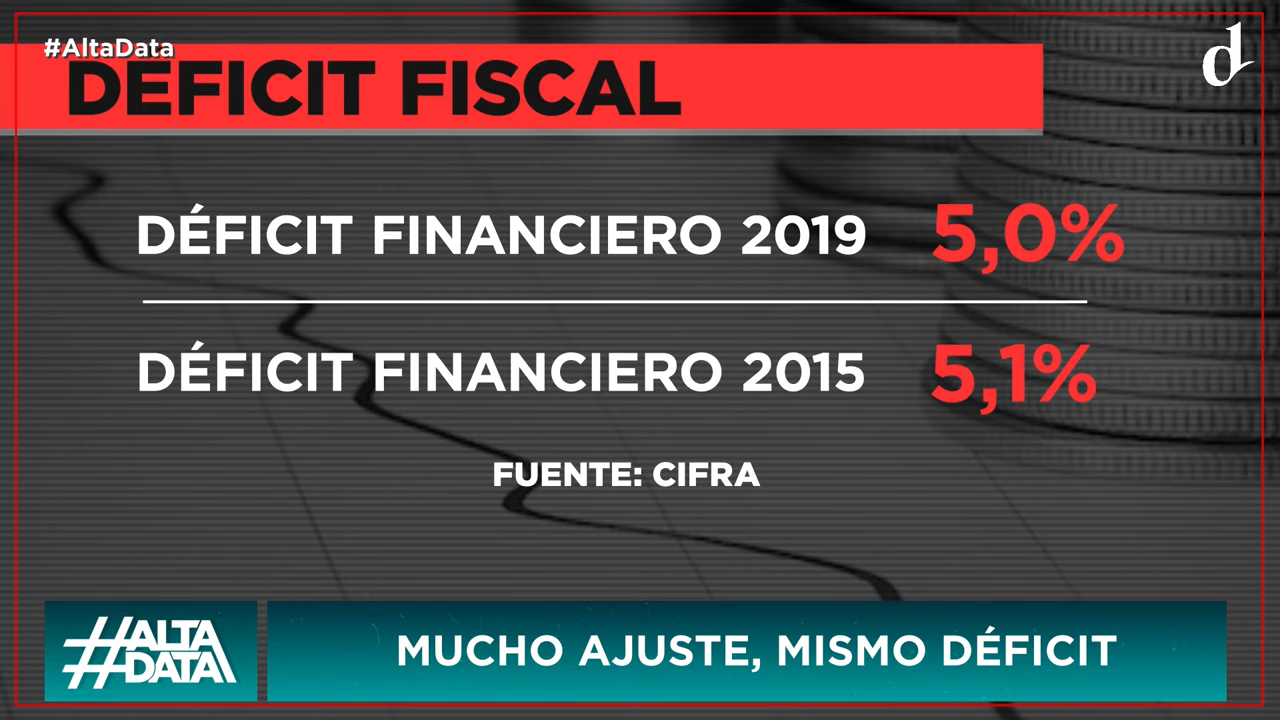 #AltaData
DÉFICIT FISCAL
DÉFICIT FINANCIERO 2019 5,0%
DÉFICIT FINANCIERO 2015 5,1%
FUENTE: CIFRA
#ALTA
DATA
MUCHO AJUSTE, MISMO DÉFICIT